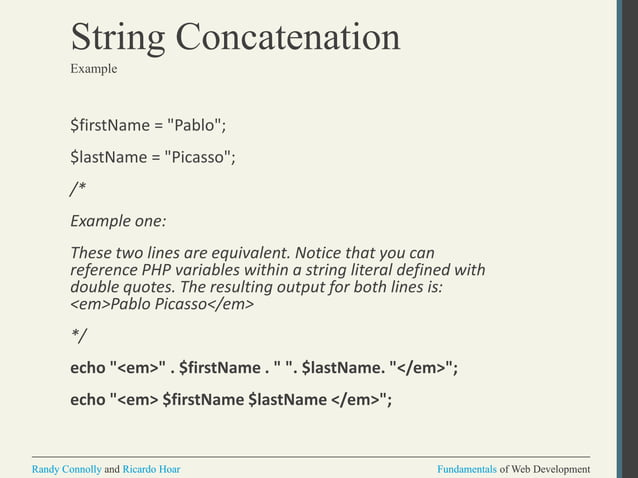 String Concatenation
Example
$firstName = "Pablo";
$lastName = "Picasso";
/*
Example one:
These two lines are equivalent. Notice that you can
reference PHP variables within a string literal defined with
double quotes. The resulting output for both lines is:
<em>Pablo Picasso</em>
*/
echo "<em>" . $firstName . " ". $lastName. "</em>";
echo "<em> $firstName $lastName </em>";
Randy Connolly and Ricardo Hoar
Fundamentals of Web Development